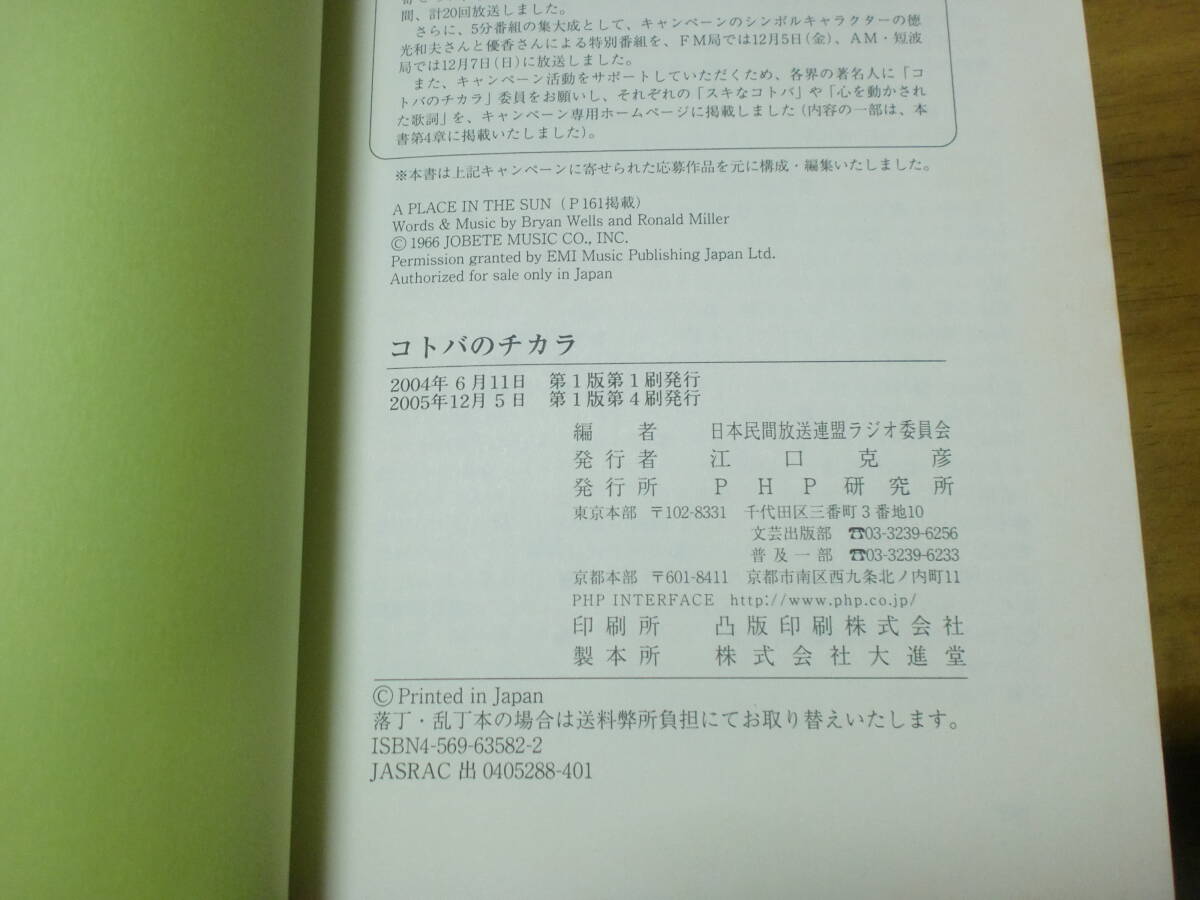 間、計20回放送しました。
さらに、5分番組の集大成として、キャンペーンのシンボルキャラクターの徳
光和夫さんと優香さんによる特別番組を、FM局では12月5日(金)、AM・短波
局では12月7日(日)に放送しました。
また、キャンペーン活動をサポートしていただくため、各界の著名人に「コ
トバのチカラ」委員をお願いし、それぞれの「スキなコトバ」や「心を動かされ
た歌詞」を、キャンペーン専用ホームページに掲載しました(内容の一部は、本
書第4章に掲載いたしました)。
※本書は上記キャンペーンに寄せられた応募作品を元に構成・編集いたしました。
A PLACE IN THE SUN (P161掲載)
Words & Music by Bryan Wells and Ronald Miller
© 1966 JOBETE MUSIC CO., INC.
Permission granted by EMI Music Publishing Japan Ltd.
Authorized for sale only in Japan
コトバのチカラ
2004年6月11日 第1版第1刷発行
2005年12月5日 第1版第4刷発行
編者 日本民間放送連盟ラジオ委員会
発行者 江口克彦
発行所 PHP研究所
東京本部 〒102-8331 千代田区三番町3番地10
文芸出版部 ☎03-3239-6256
普及一部 ☎03-3239-6233
京都本部 〒601-8411 京都市南区西九条北ノ内町11
PHP INTERFACE http://www.php.co.jp/
印刷所 凸版印刷株式会社
製本所 株式会社大進堂
© Printed in Japan
落丁・乱丁本の場合は送料弊所負担にてお取り替えいたします。
ISBN4-569-63582-2
JASRAC 出 0405288-401